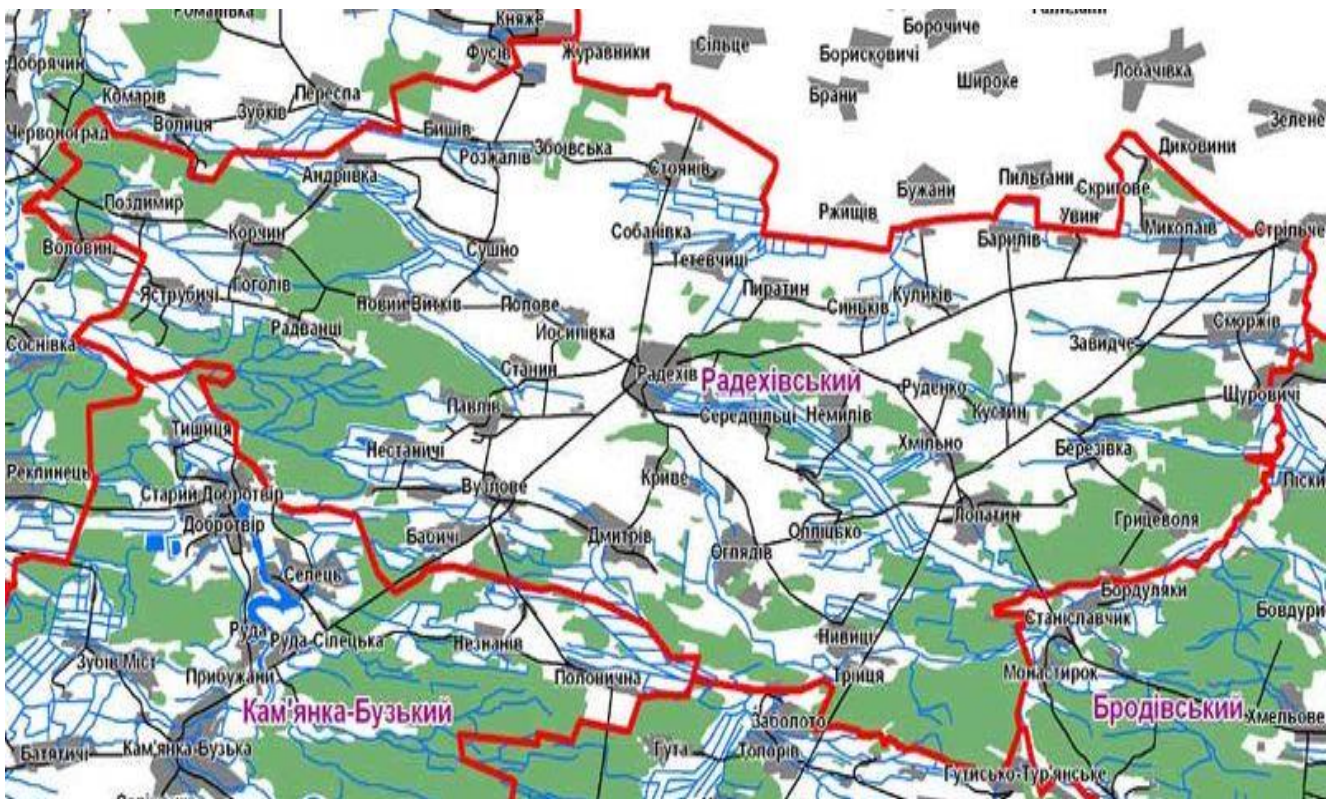 Романівка
Княже
Борочиче
Фусів
Журавники
Сільце
Борисковичі
Добрячин
Лобачівка
Широке
Комарів
Переспа
Брани
Зубків
Волиця
Зелене
Червоноград
Бишів
Розжалів
Збоївська
Диковини
Стоянів
Андріївка
Пильгани
Бужани
Скригове
Поздимир
Ржищів
Увин
Миколаїв
Стрільче
Корчин
Собанівка
Барилів
Воловин
Сушно
Тетевчиці
Гоголів
Пиратин
Куликів
Яструбичі
Новий Витків
Попове
Синьків
Радванці
Йосипівка
Сморжів
Соснівка
Завидче
Станин
Радехів
Радехівський
Руденко
Щуровичі
Павлів
Середпільці
Немилів
Кустин
Тишиця
Хмільно
Березівка
Нестаничі
Реклинець
Криве
Піски
Старий Добротвір
Вузлове
Лопатин
Грицеволя
Добротвір
Бабичі
Дмитрів
Оплїцько
Оглядів
Селець
Бордуляки
Бовдури
Станіславчик
Руда
Руда-Сілецька
Незнанів
Нивиці
Зубів Міст
Прибужани
Полонична
Трійця
Монастирок
Кам'янка-Бузький
Бродівський
Хмельове
Заболото
Батятичі
Кам'янка-Бузька
Гута
Топорів
Гутисько-Тур'янське